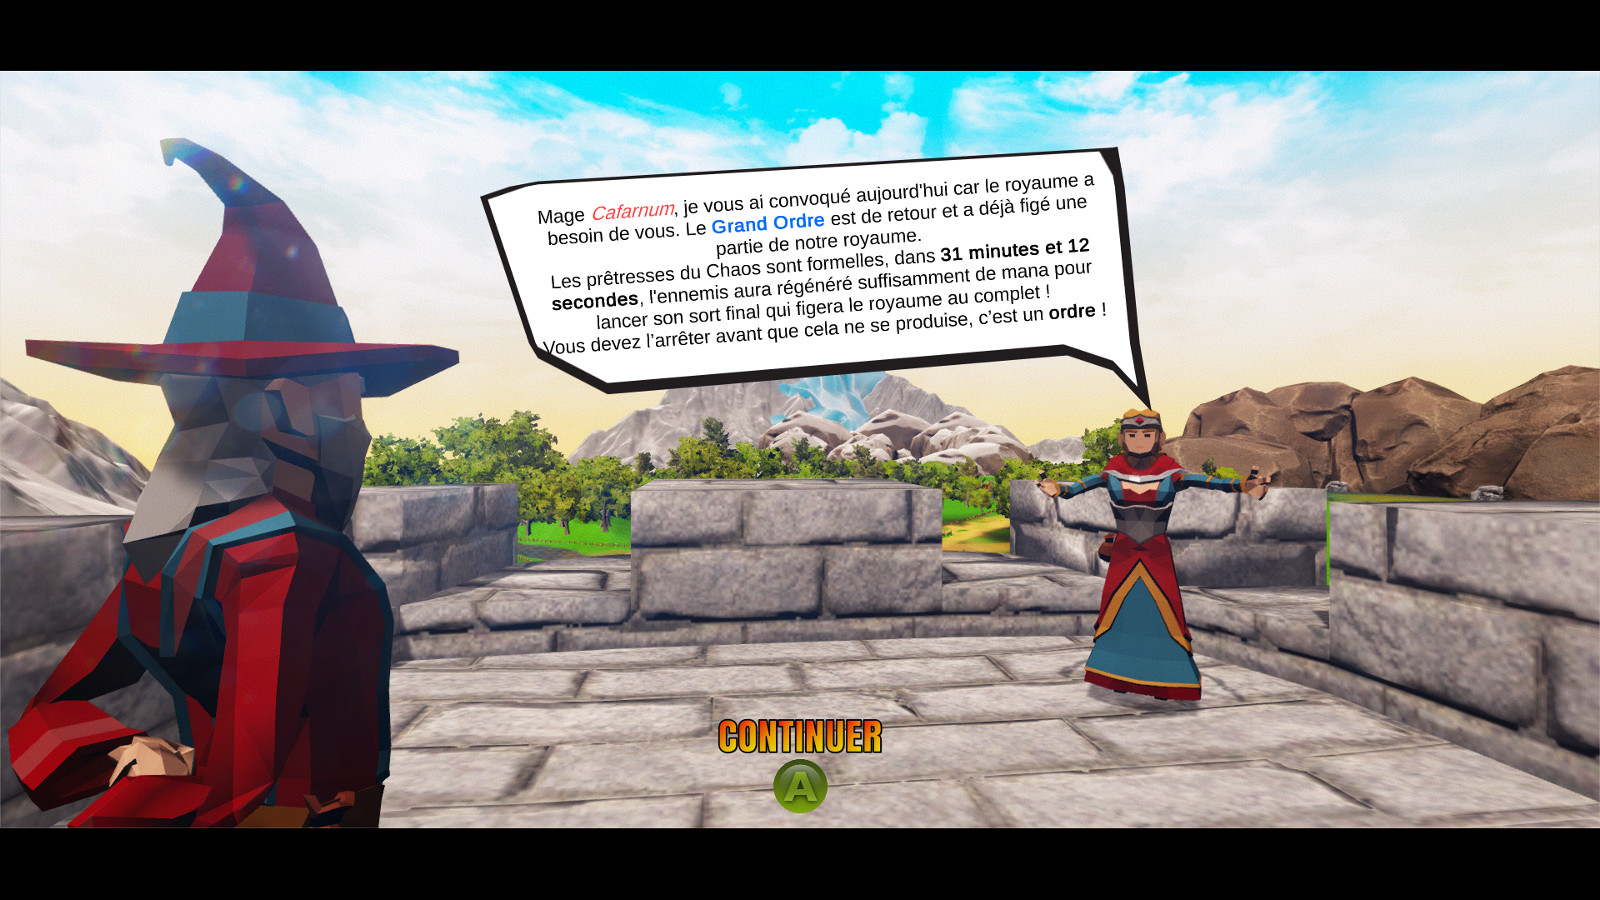 Mage Cafarnum, je vous ai convoqué aujourd'hui car le royaume a
besoin de vous. Le Grand Ordre est de retour et a déjà figé une
partie de notre royaume.
Les prêtresses du Chaos sont formelles, dans 31 minutes et 12
secondes, l'ennemis aura régénéré suffisamment de mana pour
lancer son sort final qui figera le royaume au complet !
Vous devez l’arrêter avant que cela ne se produise, c’est un ordre !
CONTINUER
A